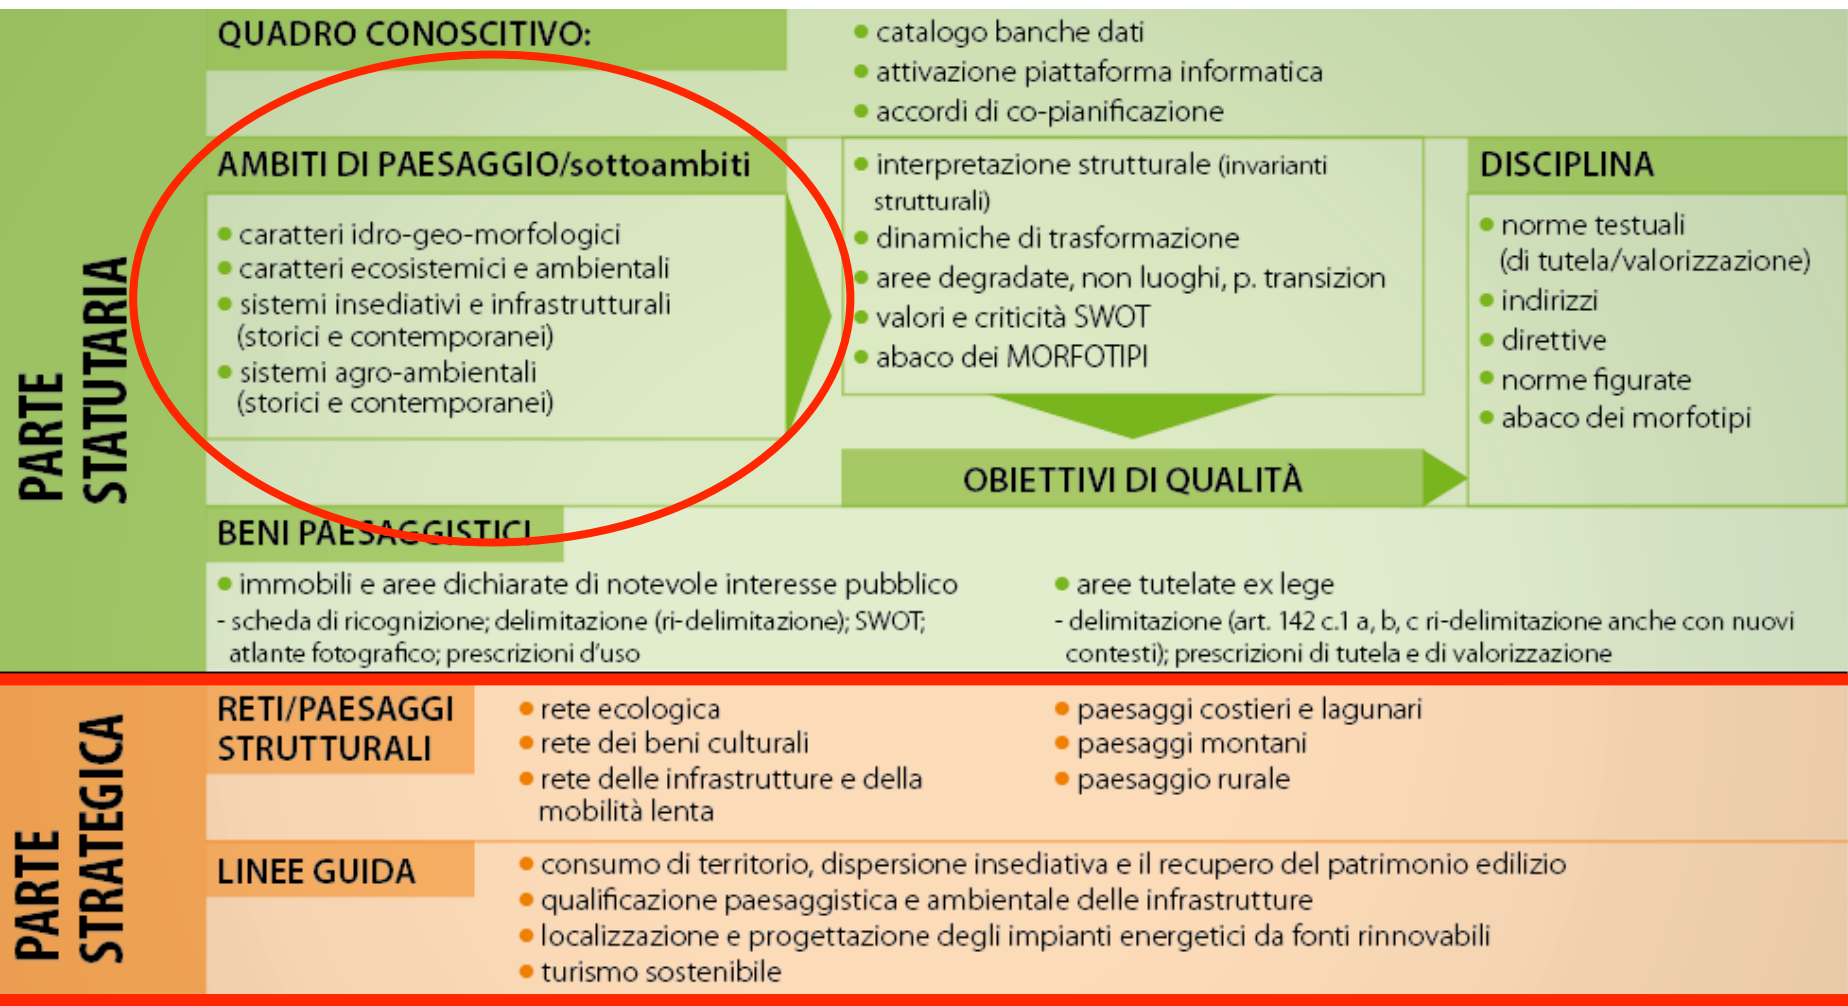 PARTE
STATUTARIA
QUADRO CONOSCITIVO:
• catalogo banche dati
• attivazione piattaforma informatica
• accordi di co-pianificazione
AMBITI DI PAESAGGIO/sottoambiti
• caratteri idro-geo-morfologici
• caratteri ecosistemici e ambientali
• sistemi insediativi e infrastrutturali
(storici e contemporanei)
• sistemi agro-ambientali
(storici e contemporanei)
• interpretazione strutturale (invarianti
strutturali)
• dinamiche di trasformazione
• aree degradate, non luoghi, p. transizion
• valori e criticità SWOT
• abaco dei MORFOTIPI
OBIETTIVI DI QUALITÀ
DISCIPLINA
• norme testuali
(di tutela/valorizzazione)
• indirizzi
• direttive
• norme figurate
• abaco dei morfotipi
BENI PAESAGGISTICI
• immobili e aree dichiarate di notevole interesse pubblico
- scheda di ricognizione; delimitazione (ri-delimitazione); SWOT;
atlante fotografico; prescrizioni d'uso
• aree tutelate ex lege
- delimitazione (art. 142 c.1 a, b, c ri-delimitazione anche con nuovi
contesti); prescrizioni di tutela e di valorizzazione
PARTE
STRATEGICA
RETI/PAESAGGI
STRUTTURALI
• rete ecologica
• rete dei beni culturali
• rete delle infrastrutture e della
mobilità lenta
• paesaggi costieri e lagunari
• paesaggi montani
• paesaggio rurale
LINEE GUIDA
• consumo di territorio, dispersione insediativa e il recupero del patrimonio edilizio
• qualificazione paesaggistica e ambientale delle infrastrutture
• localizzazione e progettazione degli impianti energetici da fonti rinnovabili
• turismo sostenibile